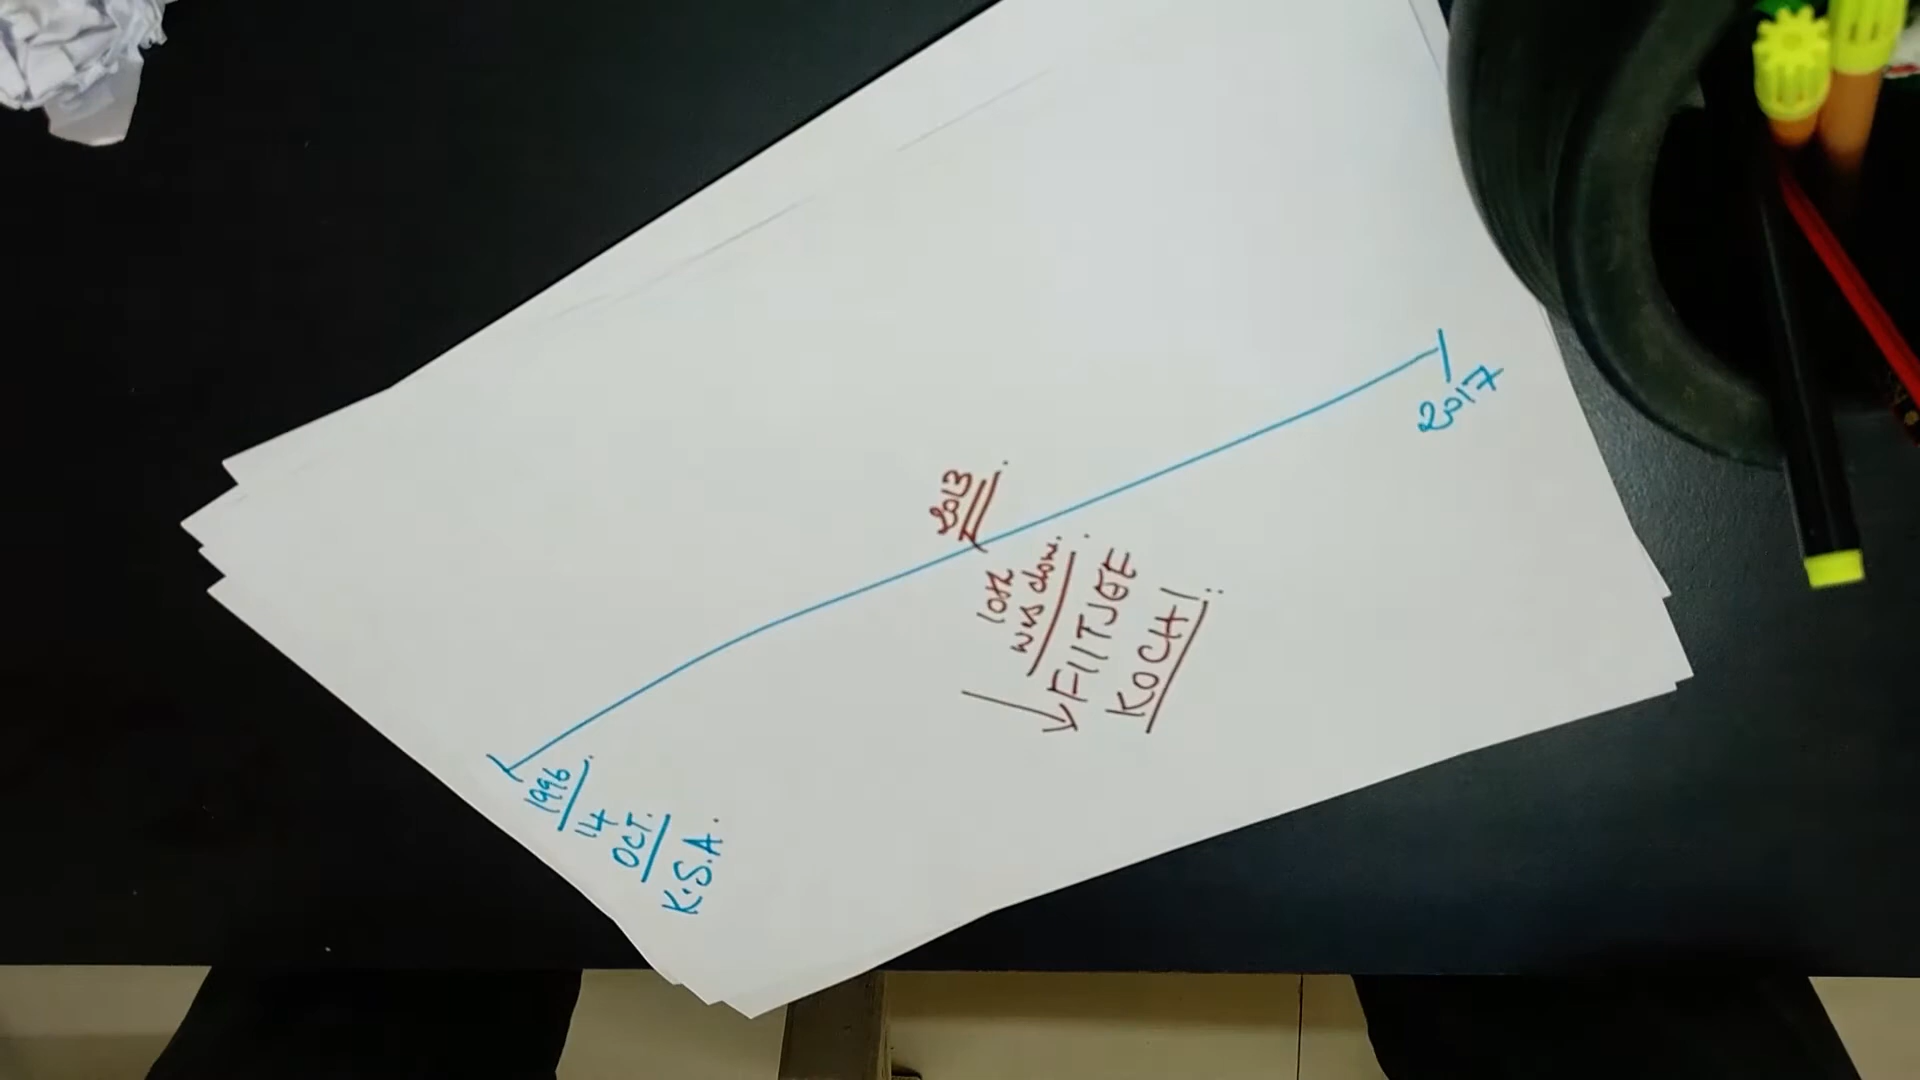 1996
14
OCT.
K.S.A.
2013
10th
was done.
FIITJEE
KOCHI
2017